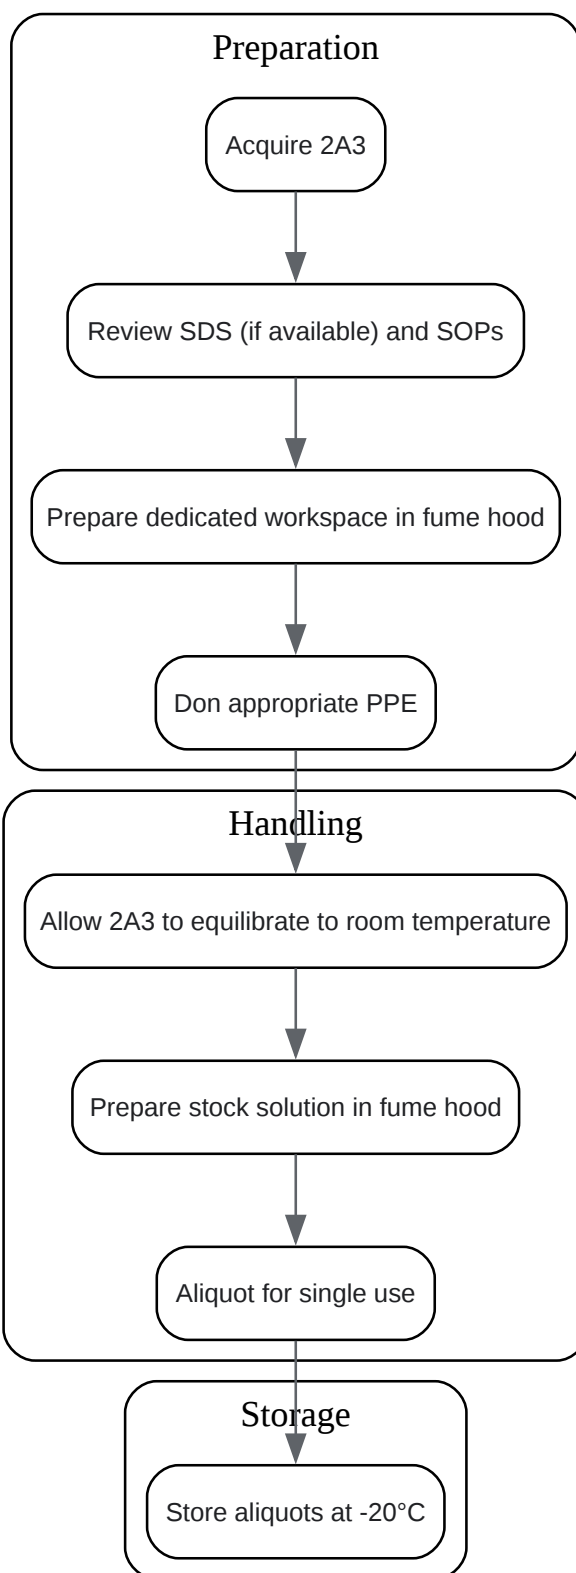 Preparation
Acquire 2A3
Review SDS (if available) and SOPs
Prepare dedicated workspace in fume hood
Don appropriate PPE
Handling
Allow 2A3 to equilibrate to room temperature
Prepare stock solution in fume hood
Aliquot for single use
Storage
Store aliquots at -20°C